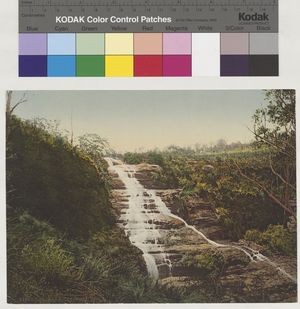 KODAK Color Control Patches
Kodak
Blue Cyan Green Yellow Red Magenta White 3/Color Black